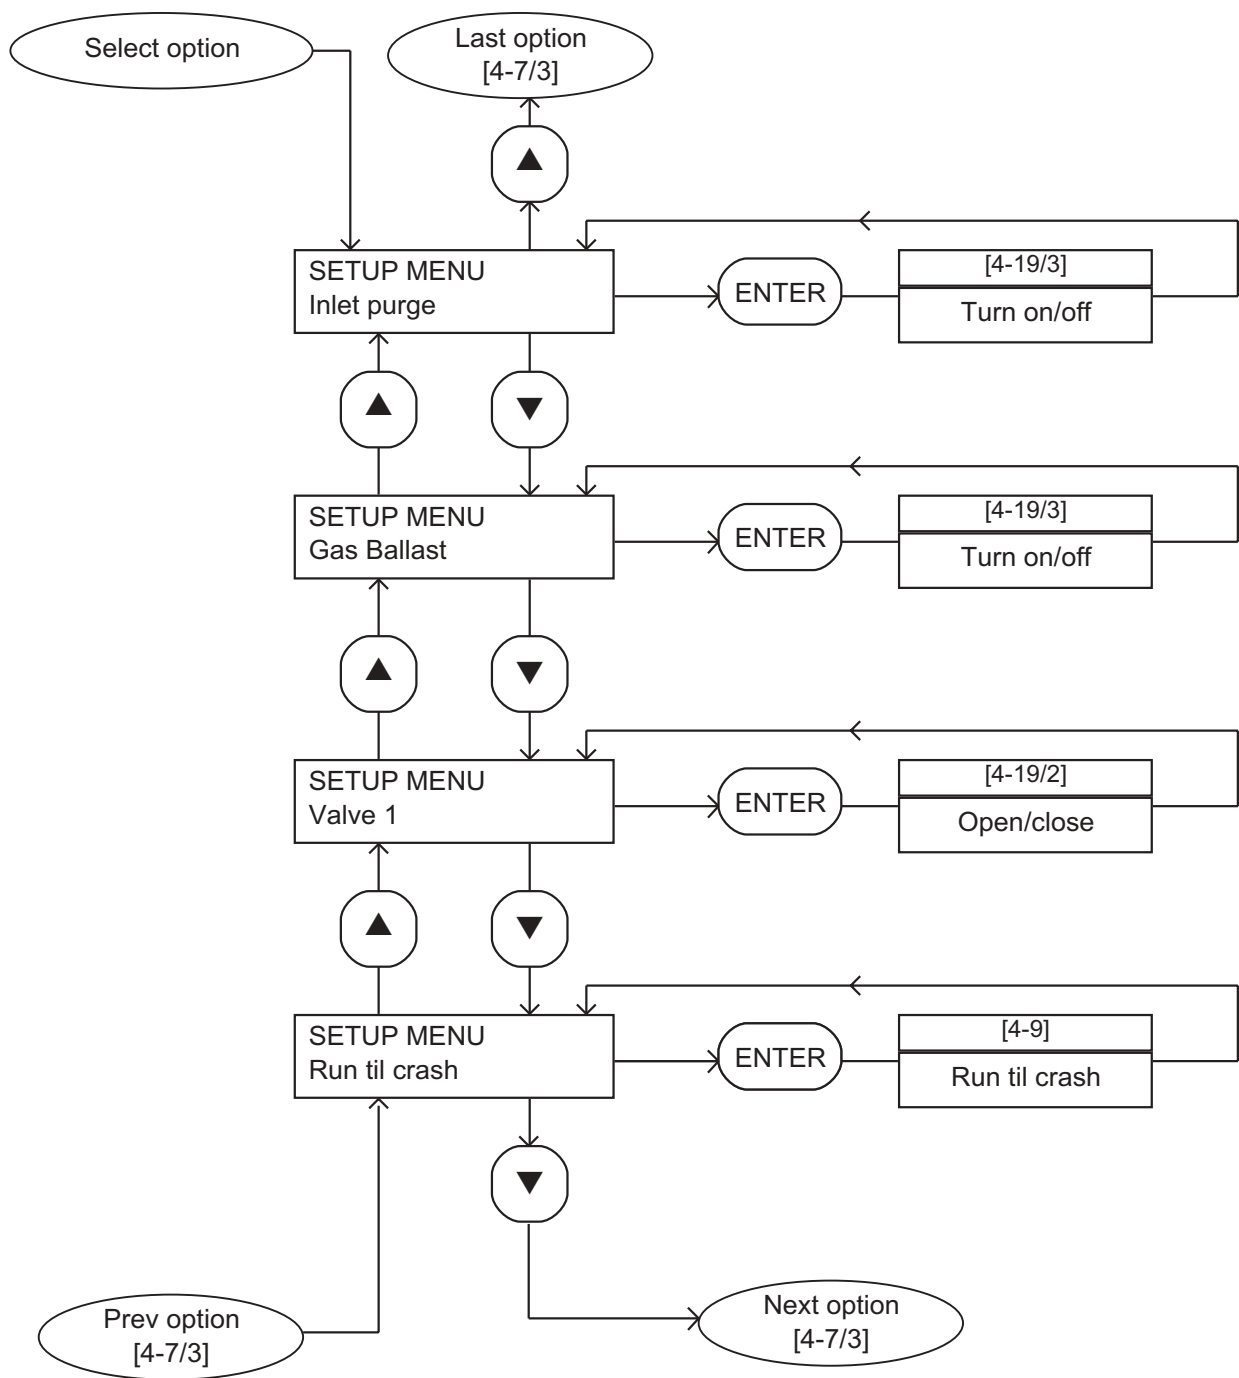 Select option
Last option
[4-7/3]
SETUP MENU
Inlet purge
ENTER
[4-19/3]
Turn on/off
SETUP MENU
Gas Ballast
ENTER
[4-19/3]
Turn on/off
SETUP MENU
Valve 1
ENTER
[4-19/2]
Open/close
SETUP MENU
Run til crash
ENTER
[4-9]
Run til crash
Prev option
[4-7/3]
Next option
[4-7/3]